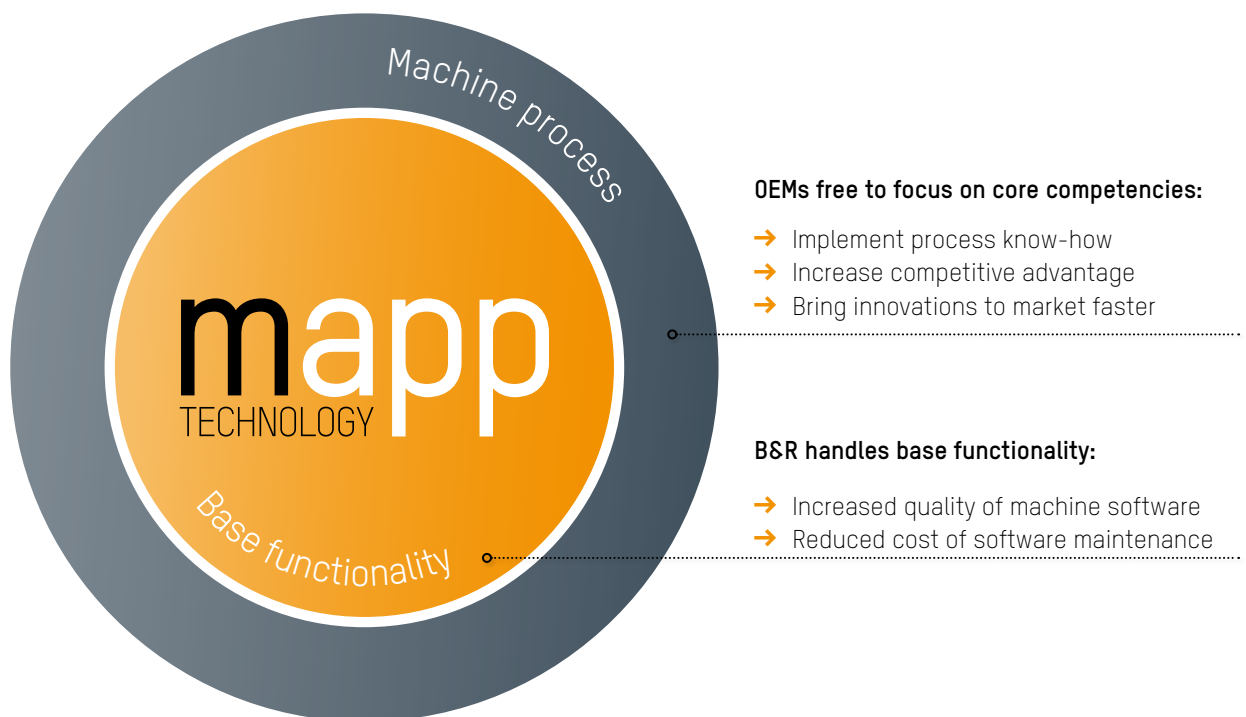 Machine process
mapp
TECHNOLOGY
Base functionality
OEMs free to focus on core competencies:
→ Implement process know-how
→ Increase competitive advantage
→ Bring innovations to market faster
B&R handles base functionality:
→ Increased quality of machine software
→ Reduced cost of software maintenance